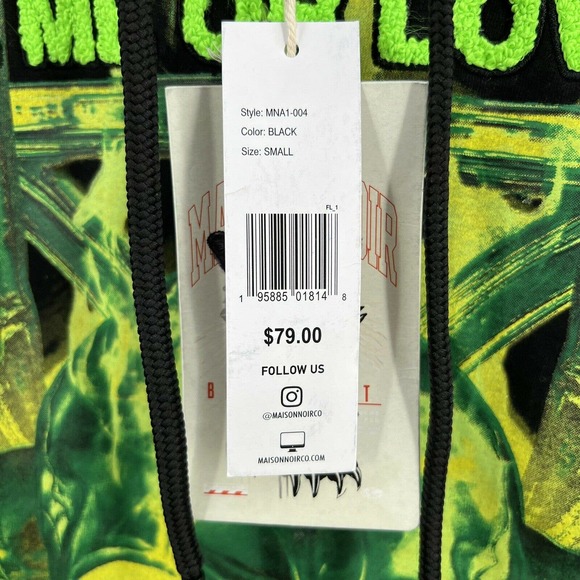 Style: MNA1-004
Color: BLACK
Size: SMALL
FL_1
1 95885 01814 8
$79.00
FOLLOW US
@MAISONNOIRCO
MAISONNOIRCO.COM